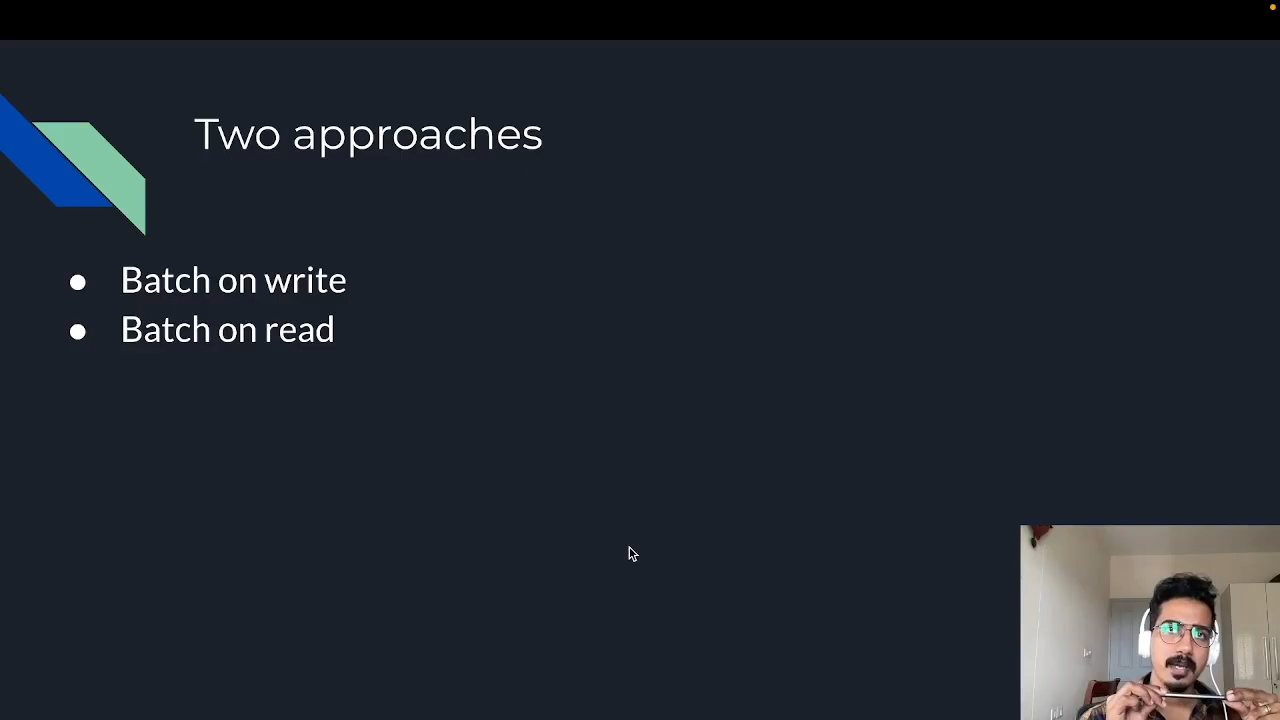 Two approaches
● Batch on write
● Batch on read